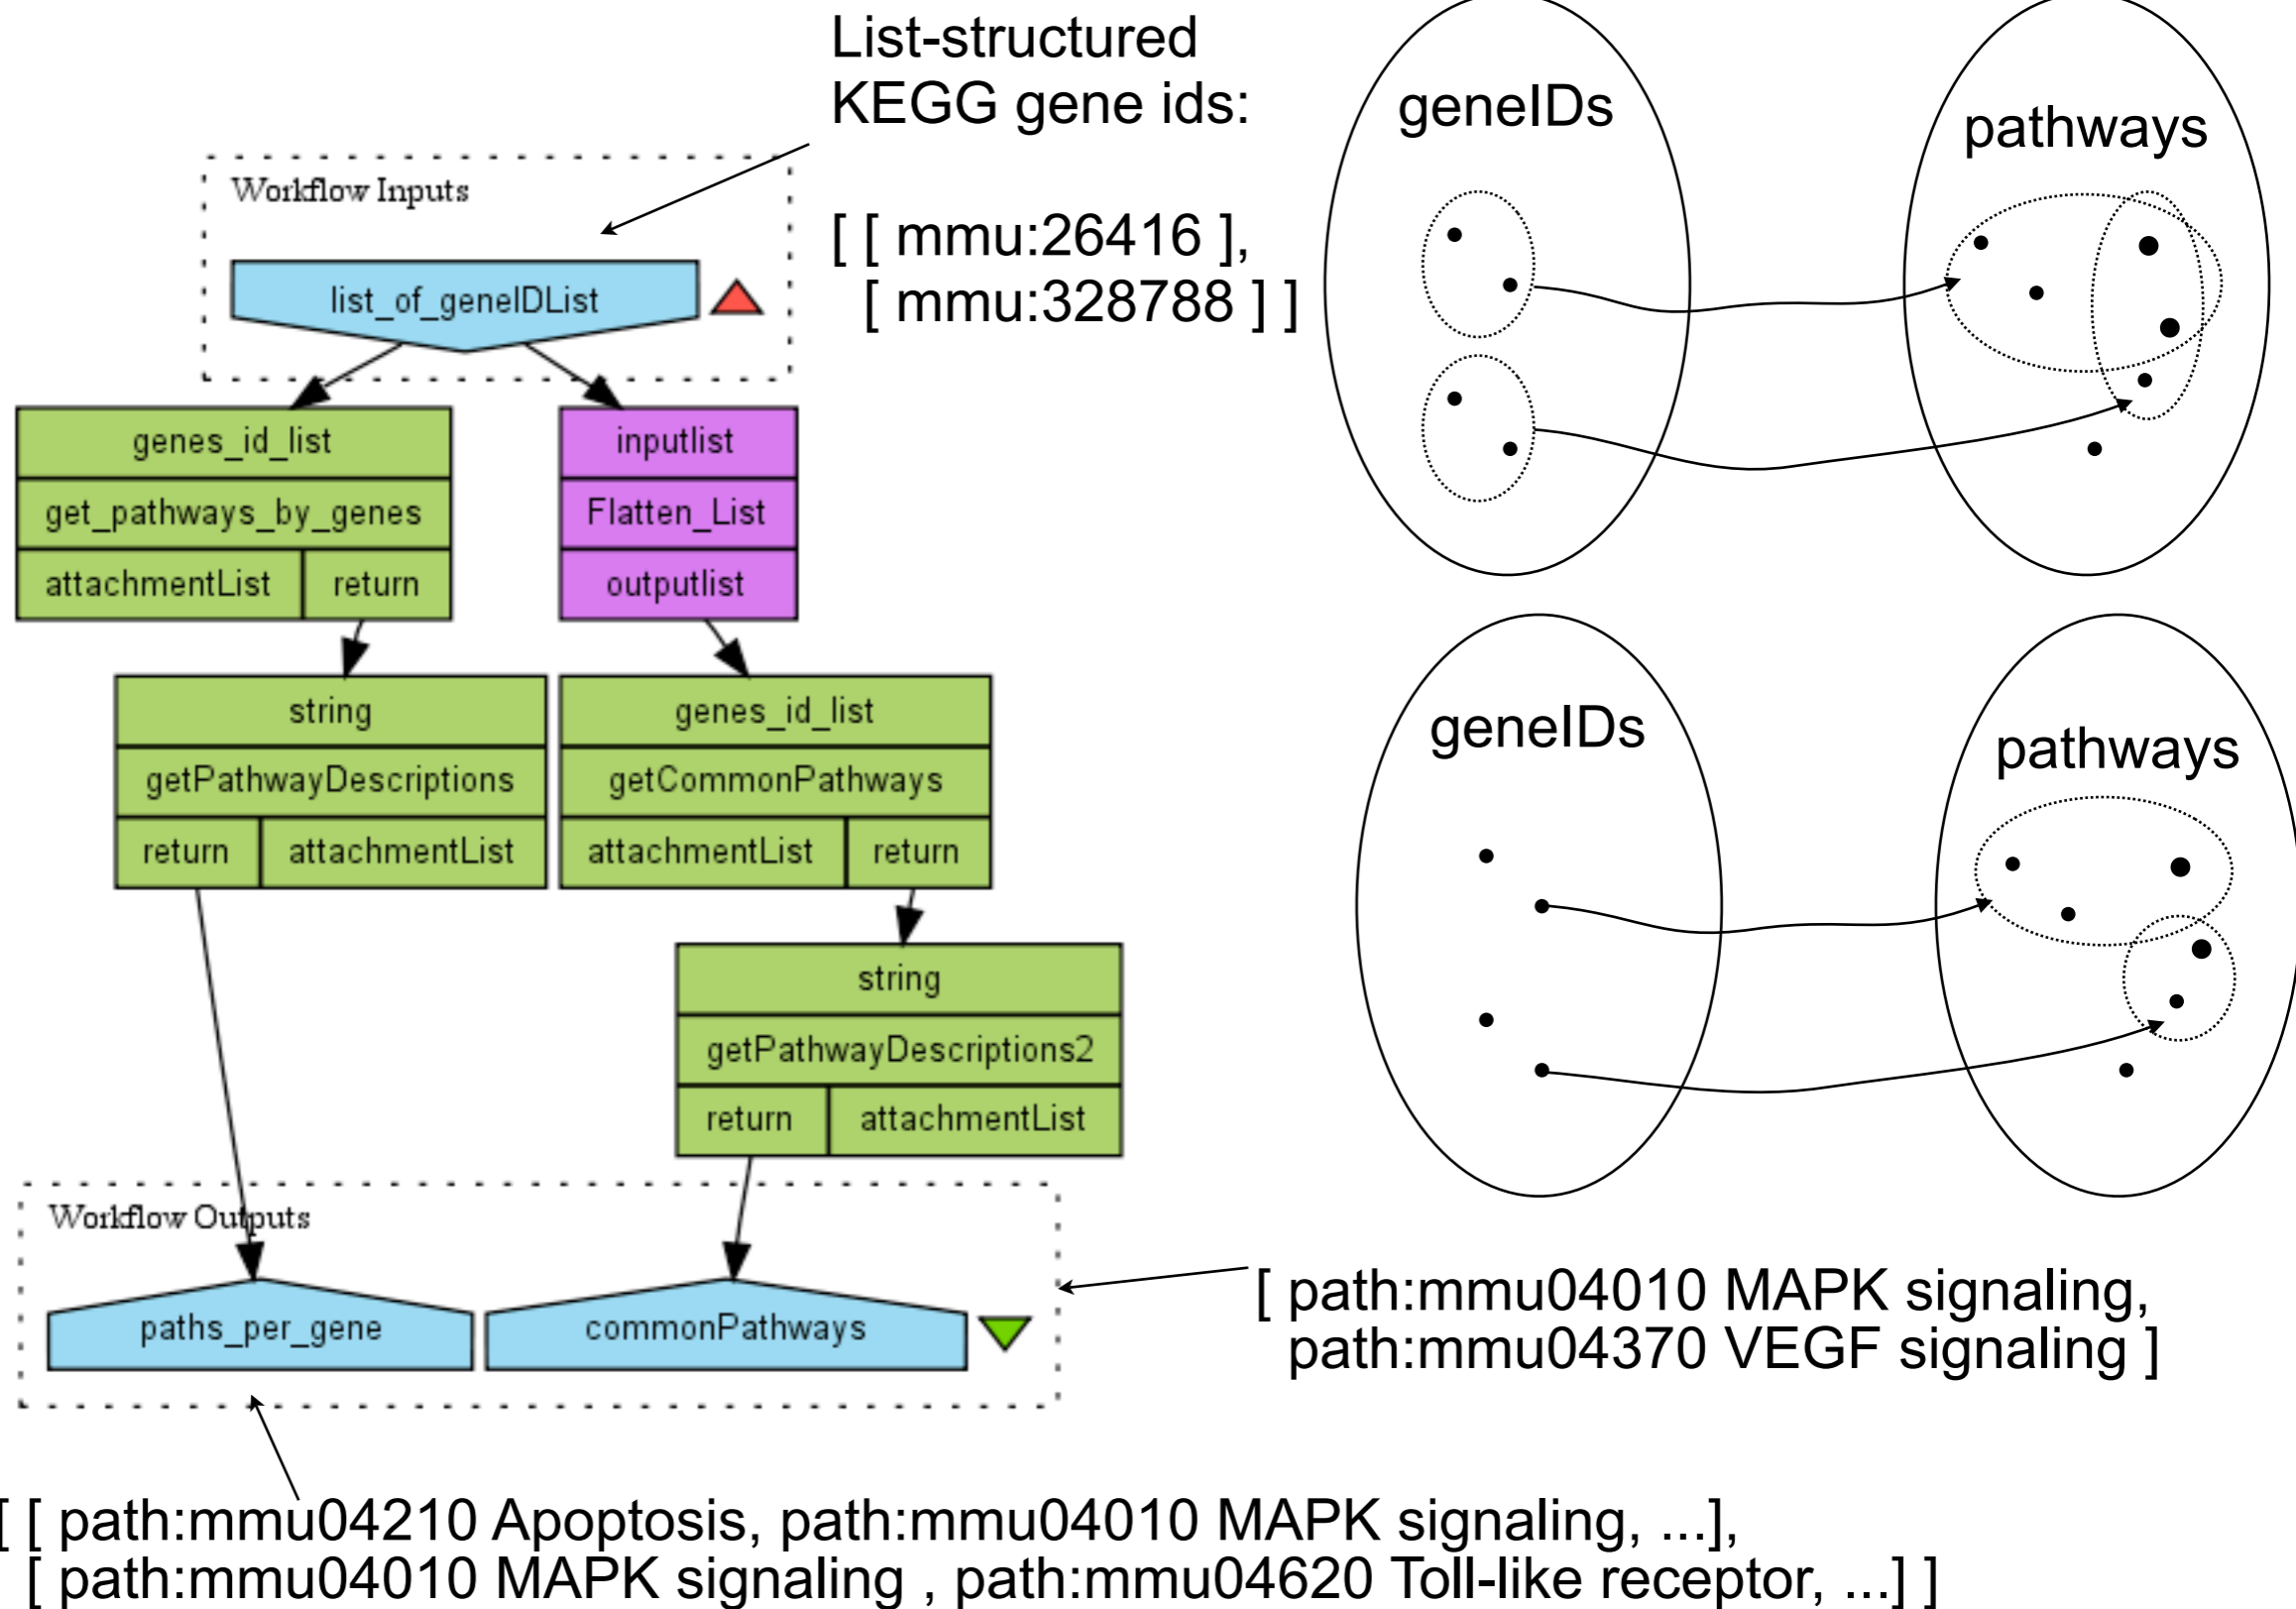 List-structured
KEGG gene ids:
[ [ mmu:26416 ],
[ mmu:328788 ] ]
Workflow Inputs
list_of_geneIDList
genes_id_list
get_pathways_by_genes
attachmentList return
inputlist
Flatten_List
outputlist
string
getPathwayDescriptions
return attachmentList
genes_id_list
getCommonPathways
attachmentList return
string
getPathwayDescriptions2
return attachmentList
Workflow Outputs
paths_per_gene
commonPathways
geneIDs
pathways
geneIDs
pathways
[ path:mmu04010 MAPK signaling,
path:mmu04370 VEGF signaling ]
[ [ path:mmu04210 Apoptosis, path:mmu04010 MAPK signaling, ...],
[ path:mmu04010 MAPK signaling , path:mmu04620 Toll-like receptor, ...] ]